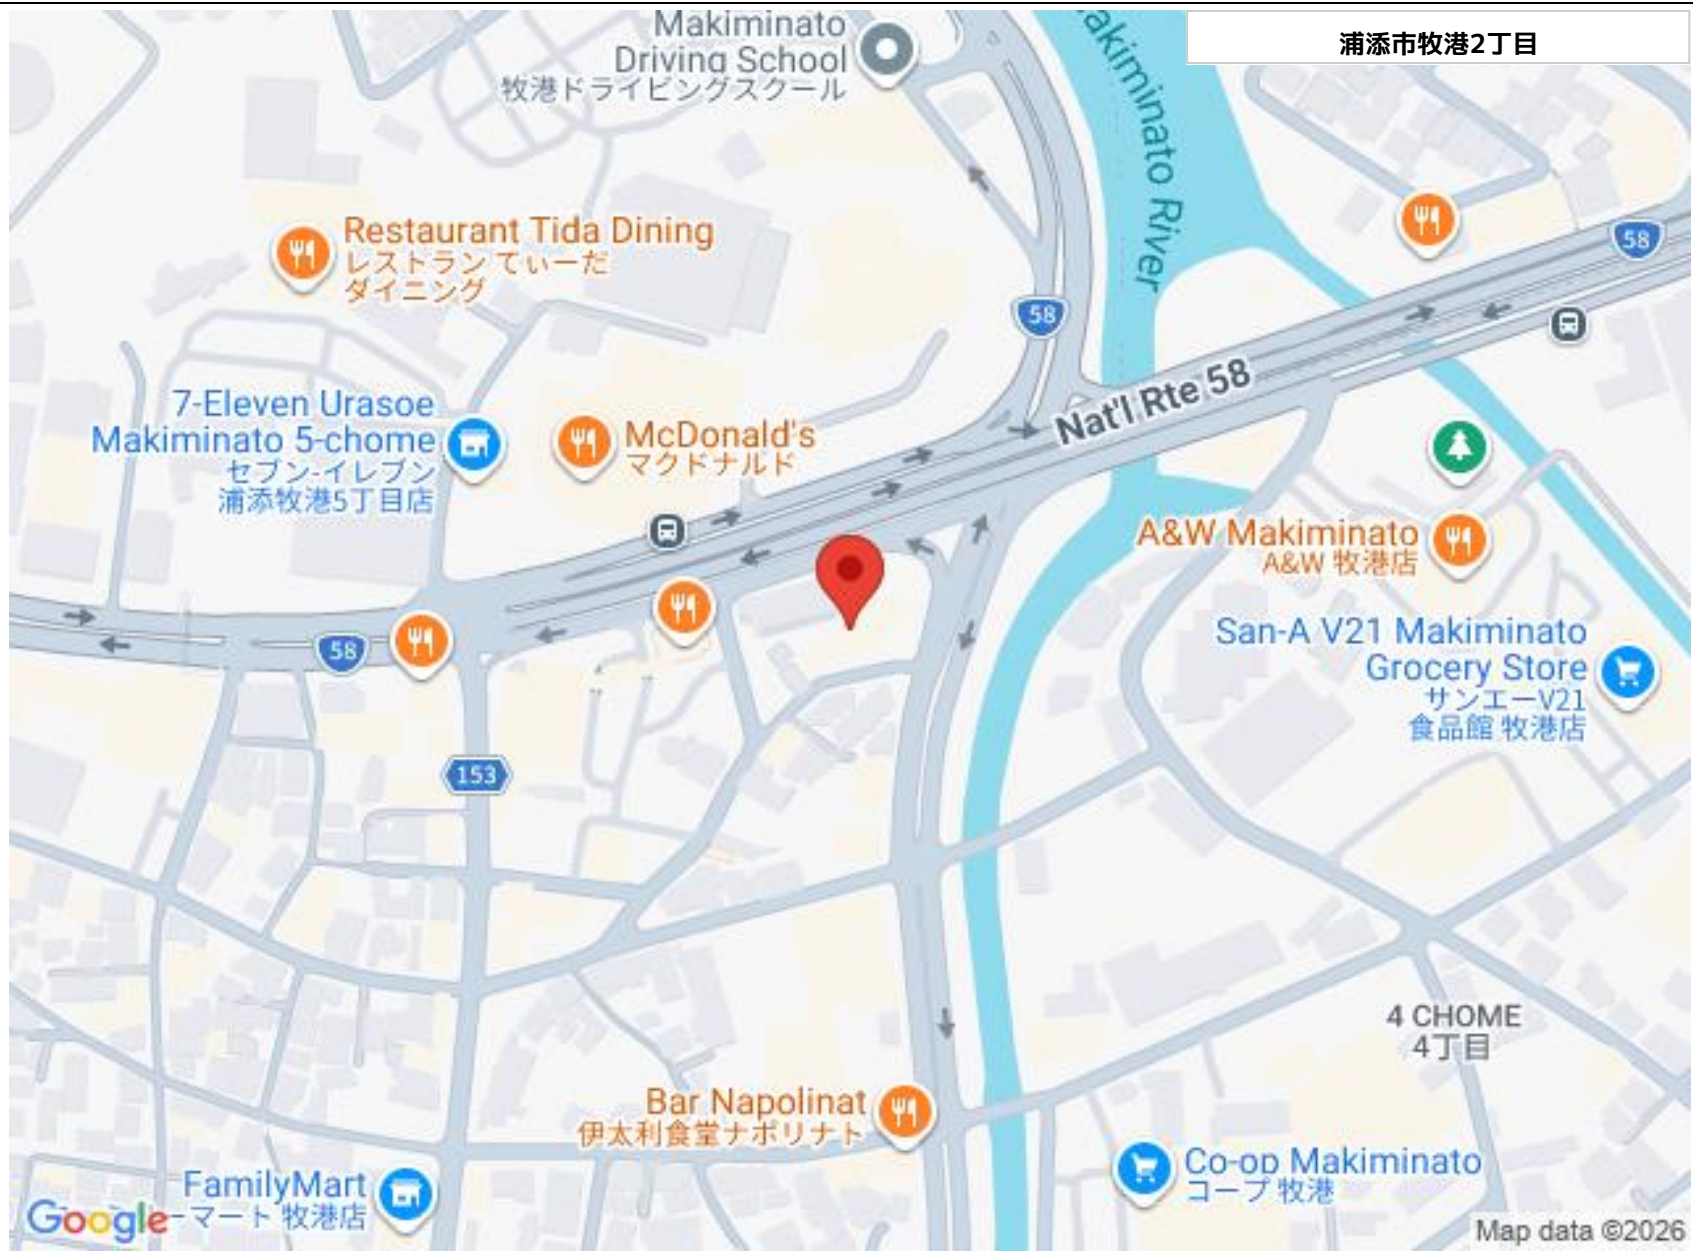 浦添市牧港2丁目
Makiminato
Driving School
牧港ドライビングスクール
Makiminato River
58
Restaurant Tida Dining
レストラン てぃーだ
ダイニング
58
Nat'l Rte 58
7-Eleven Urasoe
Makiminato 5-chome
セブン-イレブン
浦添牧港5丁目店
McDonald's
マクドナルド
A&W Makiminato
A&W 牧港店
San-A V21 Makiminato
Grocery Store
サンエーV21
食品館 牧港店
58
153
4 CHOME
4丁目
Bar Napolinat
伊太利食堂ナポリナト
Co-op Makiminato
コープ 牧港
FamilyMart
ーマート 牧港店
Google
Map data ©2026